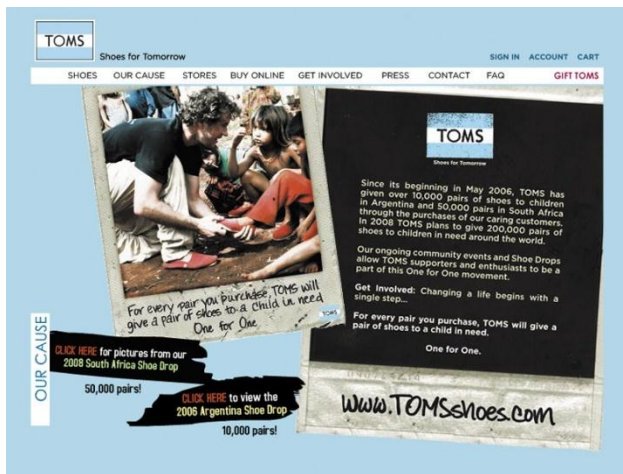 TOMS
Shoes for Tomorrow
SIGN IN ACCOUNT CART
SHOES OUR CAUSE STORES BUY ONLINE GET INVOLVED PRESS CONTACT FAQ GIFT TOMS
For every pair you purchase, TOMS will
give a pair of shoes to a child in need
One for One
TOMS
TOMS
Shoes for Tomorrow
Since its beginning in May 2006, TOMS has
given over 10,000 pairs of shoes to children
in Argentina and 50,000 pairs in South Africa
through the purchases of our caring customers.
In 2008 TOMS plans to give 200,000 pairs of
shoes to children in need around the world.
Our ongoing community events and Shoe Drops
allow TOMS supporters and enthusiasts to be a
part of this One for One movement.
Get Involved: Changing a life begins with a
single step...
For every pair you purchase, TOMS will give a
pair of shoes to a child in need.
One for One.
www.TOMSshoes.com
OUR CAUSE
CLICK HERE for pictures from our
2008 South Africa Shoe Drop
50,000 pairs!
CLICK HERE to view the
2006 Argentina Shoe Drop
10,000 pairs!